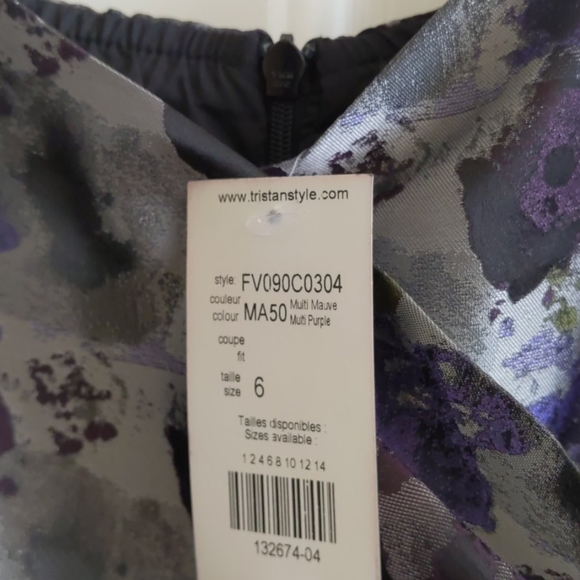 www.tristanstyle.com
style: FV090C0304
couleur
colour MA50 Multi Mauve
Multi Purple
coupe
fit
taille
size 6
Tailles disponibles :
Sizes available :
1 2 4 6 8 10 12 14
132674-04